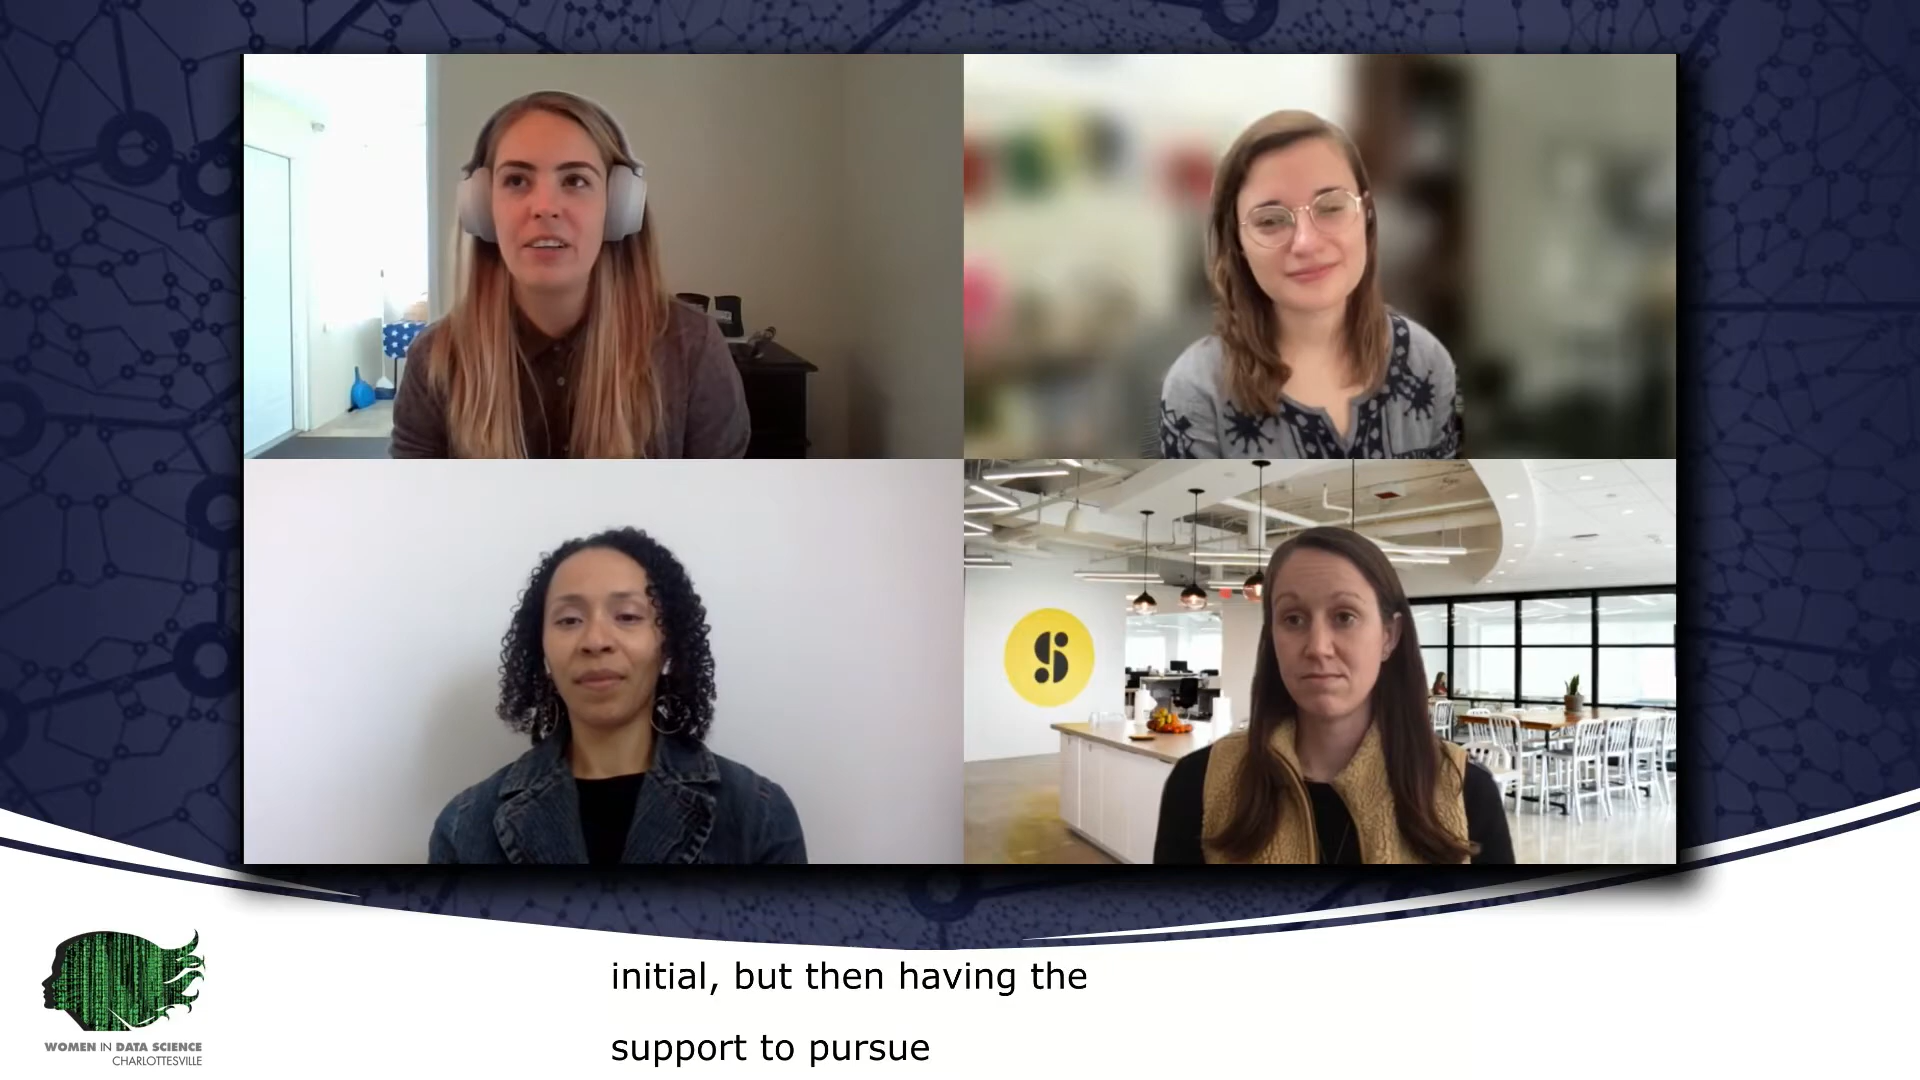 initial, but then having the
support to pursue
WOMEN IN DATA SCIENCE
CHARLOTTESVILLE